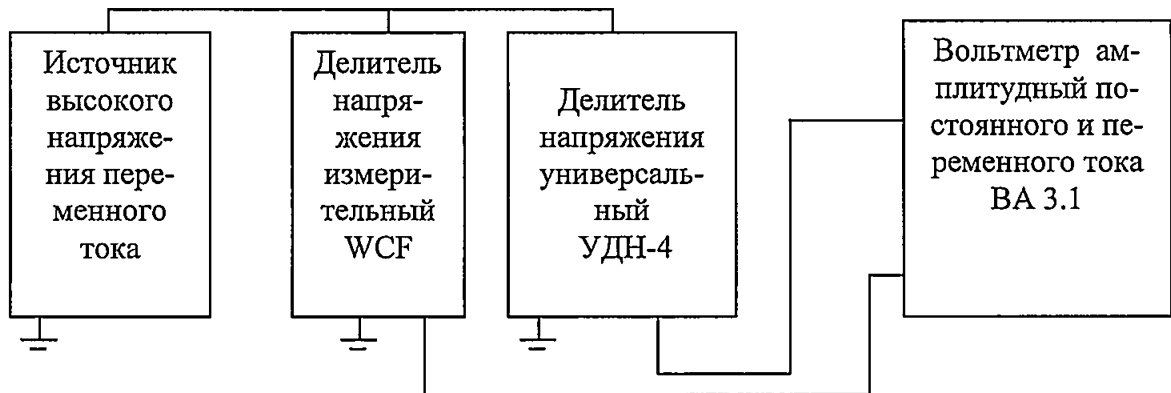 Источник
высокого
напряже-
ния пере-
менного
тока
Делитель
напря-
жения
измери-
тельный
WCF
Делитель
напряжения
универсаль-
ный
УДН-4
Вольтметр ам-
плитудный по-
стоянного и пе-
ременного тока
ВА 3.1